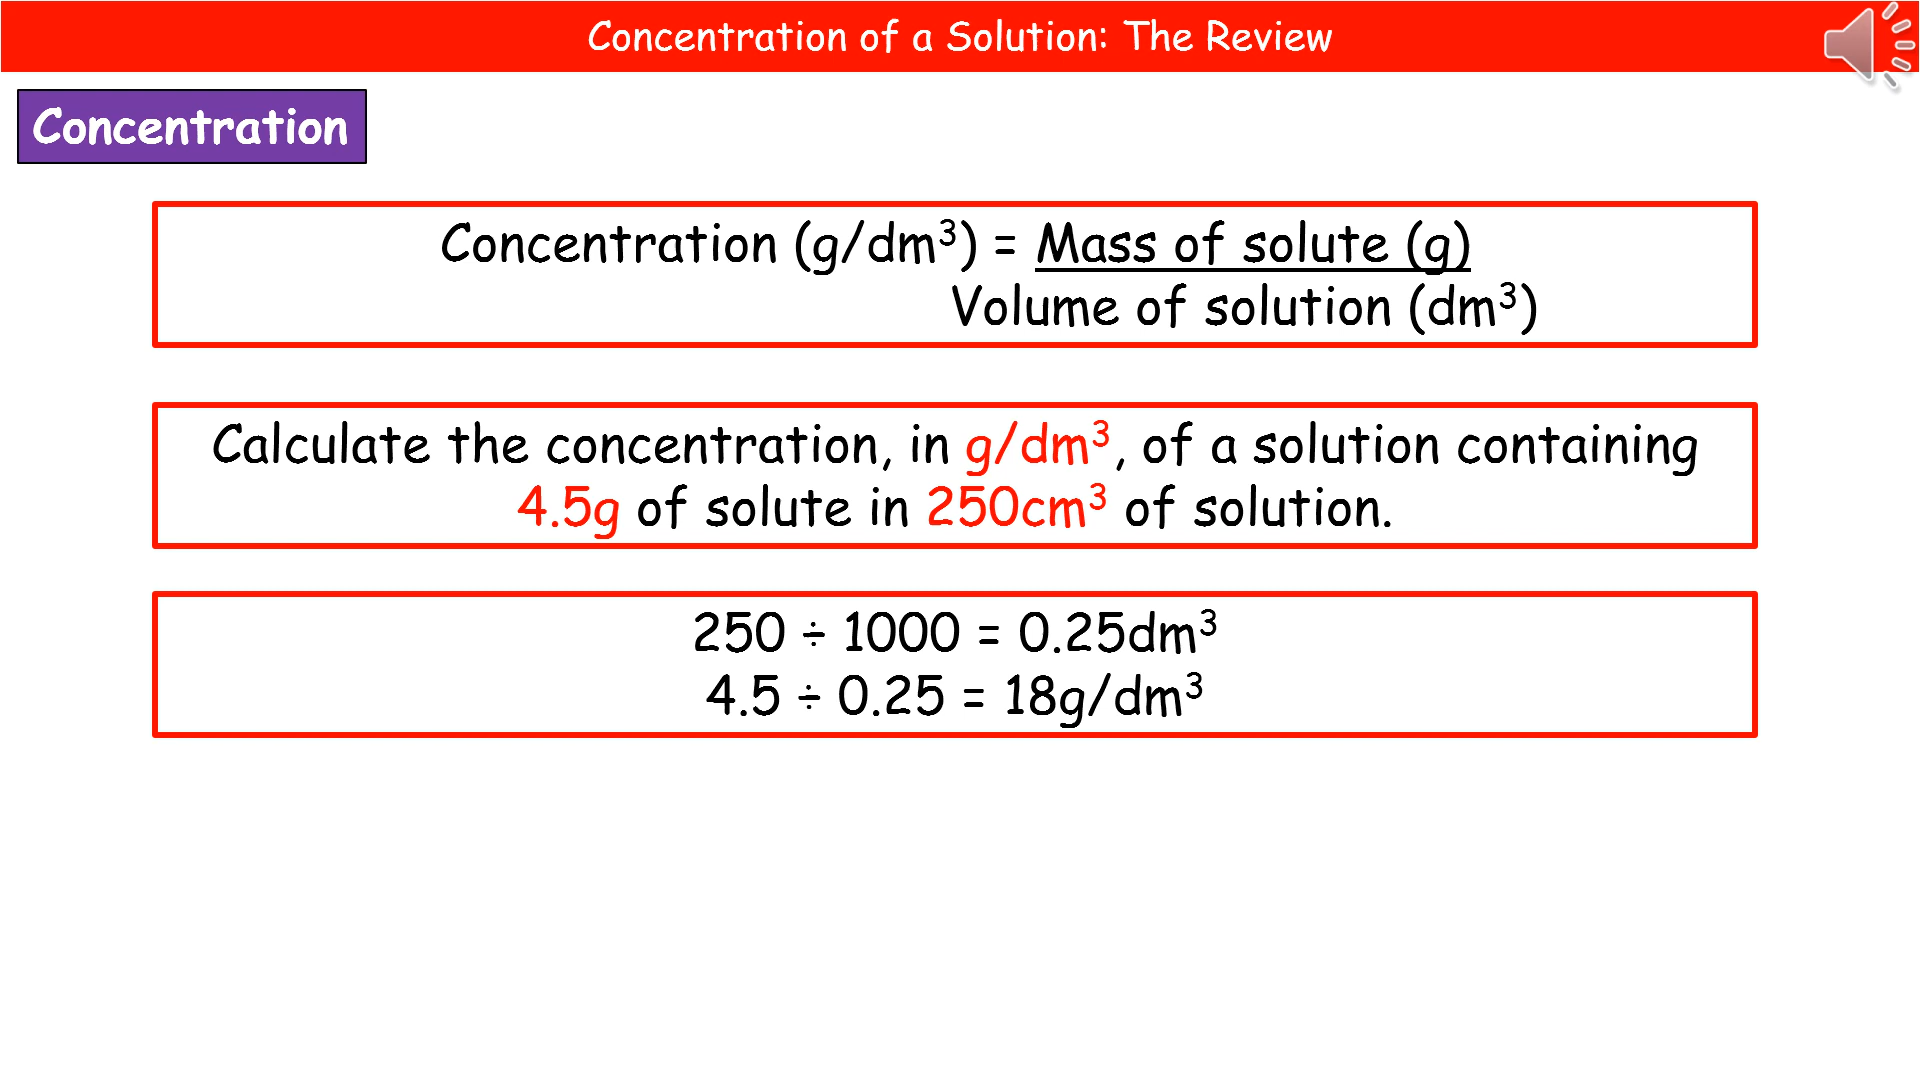 Concentration of a Solution: The Review
Concentration
Concentration (g/dm³) = Mass of solute (g)
Volume of solution (dm³)
Calculate the concentration, in g/dm³, of a solution containing
4.5g of solute in 250cm³ of solution.
250 ÷ 1000 = 0.25dm³
4.5 ÷ 0.25 = 18g/dm³